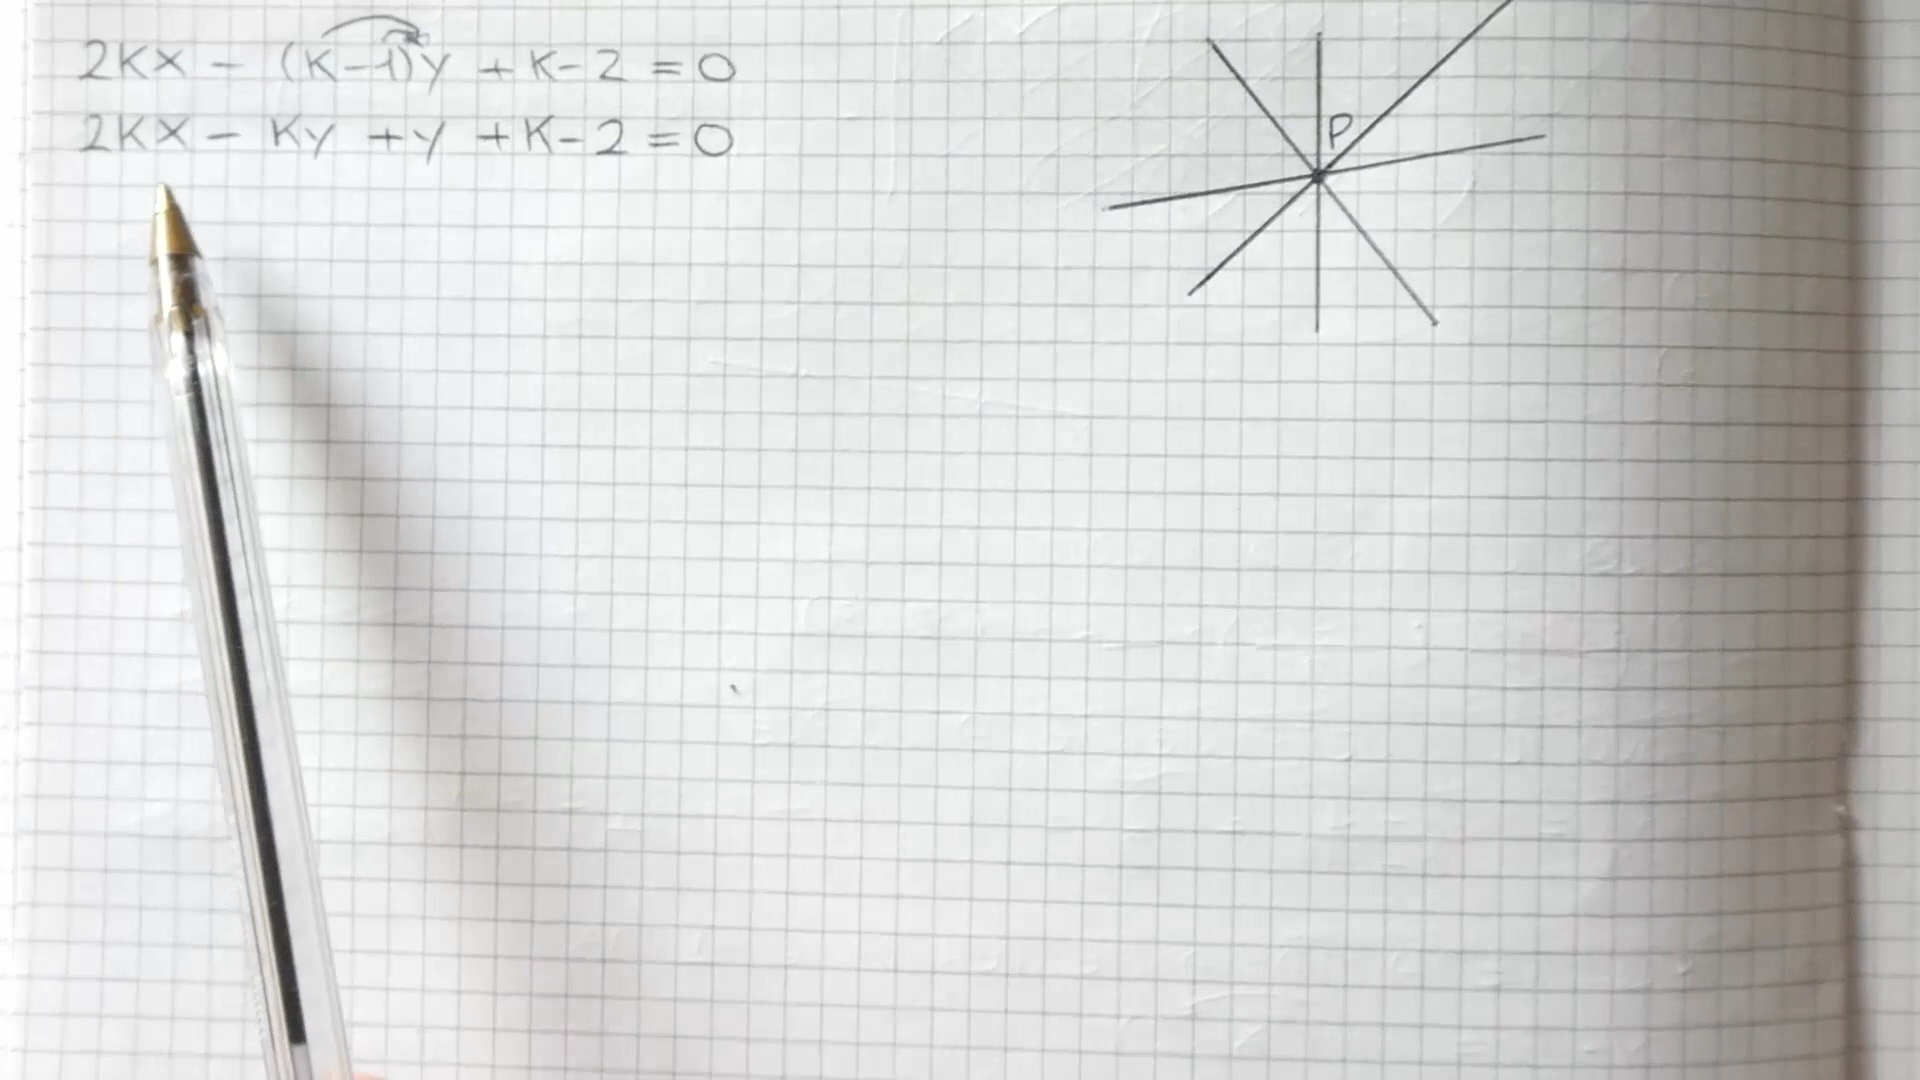 2Kx - (K-1)y + K-2 = 0
2Kx - Ky + y + K-2 = 0
P